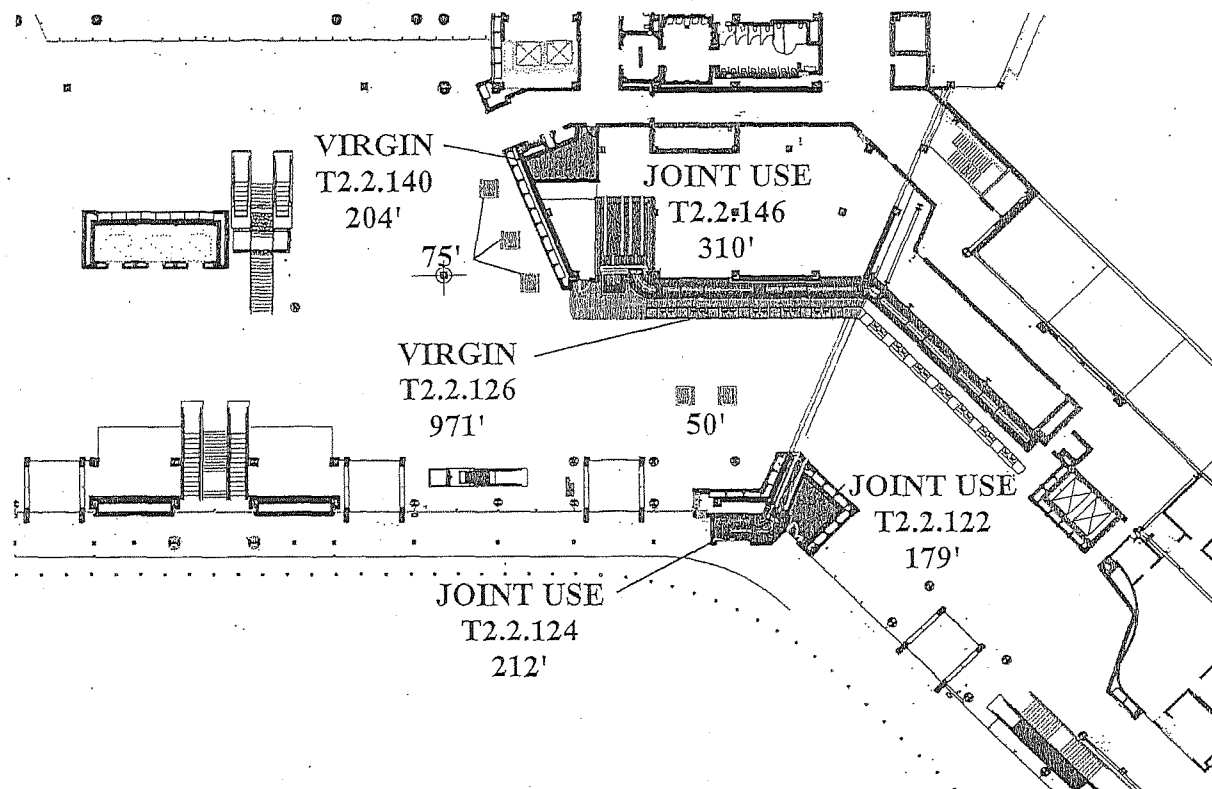 VIRGIN
T2.2.140
204'
JOINT USE
T2.2.146
310'
75'
VIRGIN
T2.2.126
971'
50'
JOINT USE
T2.2.122
179'
JOINT USE
T2.2.124
212'